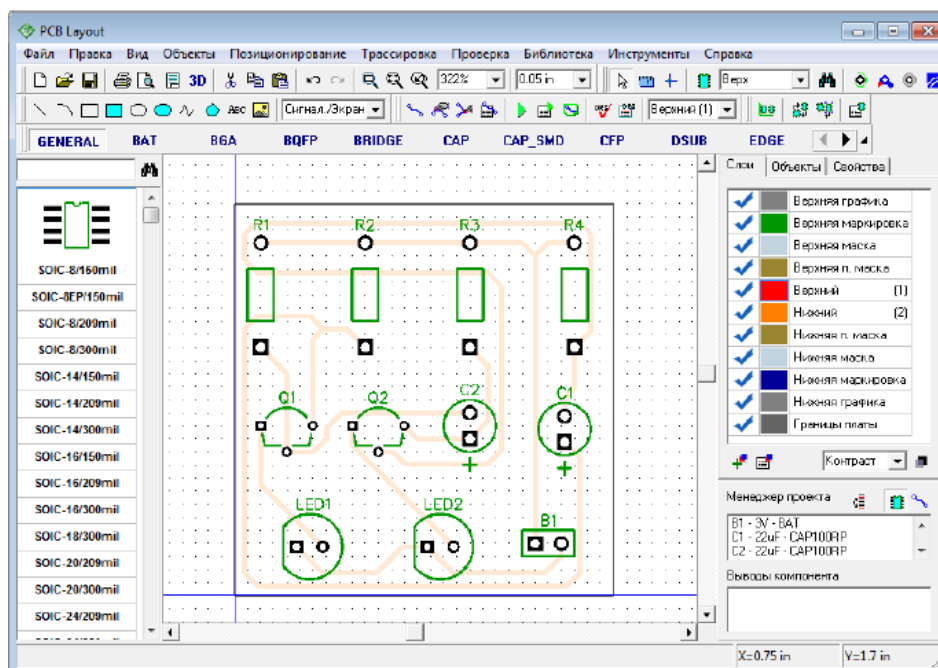 PCB Layout
Файл Правка Вид Объекты Позиционирование Трассировка Проверка Библиотека Инструменты Справка
3D 322% 0.05 in Верх
ABC Сигнал./Экран Верхний (1)
GENERAL BAT BGA BQFP BRIDGE CAP CAP_SMD CFP DSUB EDGE
Слои Объекты Свойства
SOIC-8/150mil
SOIC-8EP/150mil
SOIC-8/209mil
SOIC-8/300mil
SOIC-14/150mil
SOIC-14/209mil
SOIC-14/300mil
SOIC-16/150mil
SOIC-16/209mil
SOIC-16/300mil
SOIC-18/300mil
SOIC-20/209mil
SOIC-20/300mil
SOIC-24/209mil
R1 R2 R3 R4
Q1 Q2 C2 C1
+ +
LED1 LED2 B1
Верхняя графика
Верхняя маркировка
Верхняя маска
Верхняя п. маска
Верхний (1)
Нижний (2)
Нижняя п. маска
Нижняя маска
Нижняя маркировка
Нижняя графика
Границы платы
Контраст
Менеджер проекта
B1 - 3V - BAT
C1 - 22uF - CAP100RP
C2 - 22uF - CAP100RP
Выводы компонента
X=0.75 in Y=1.7 in